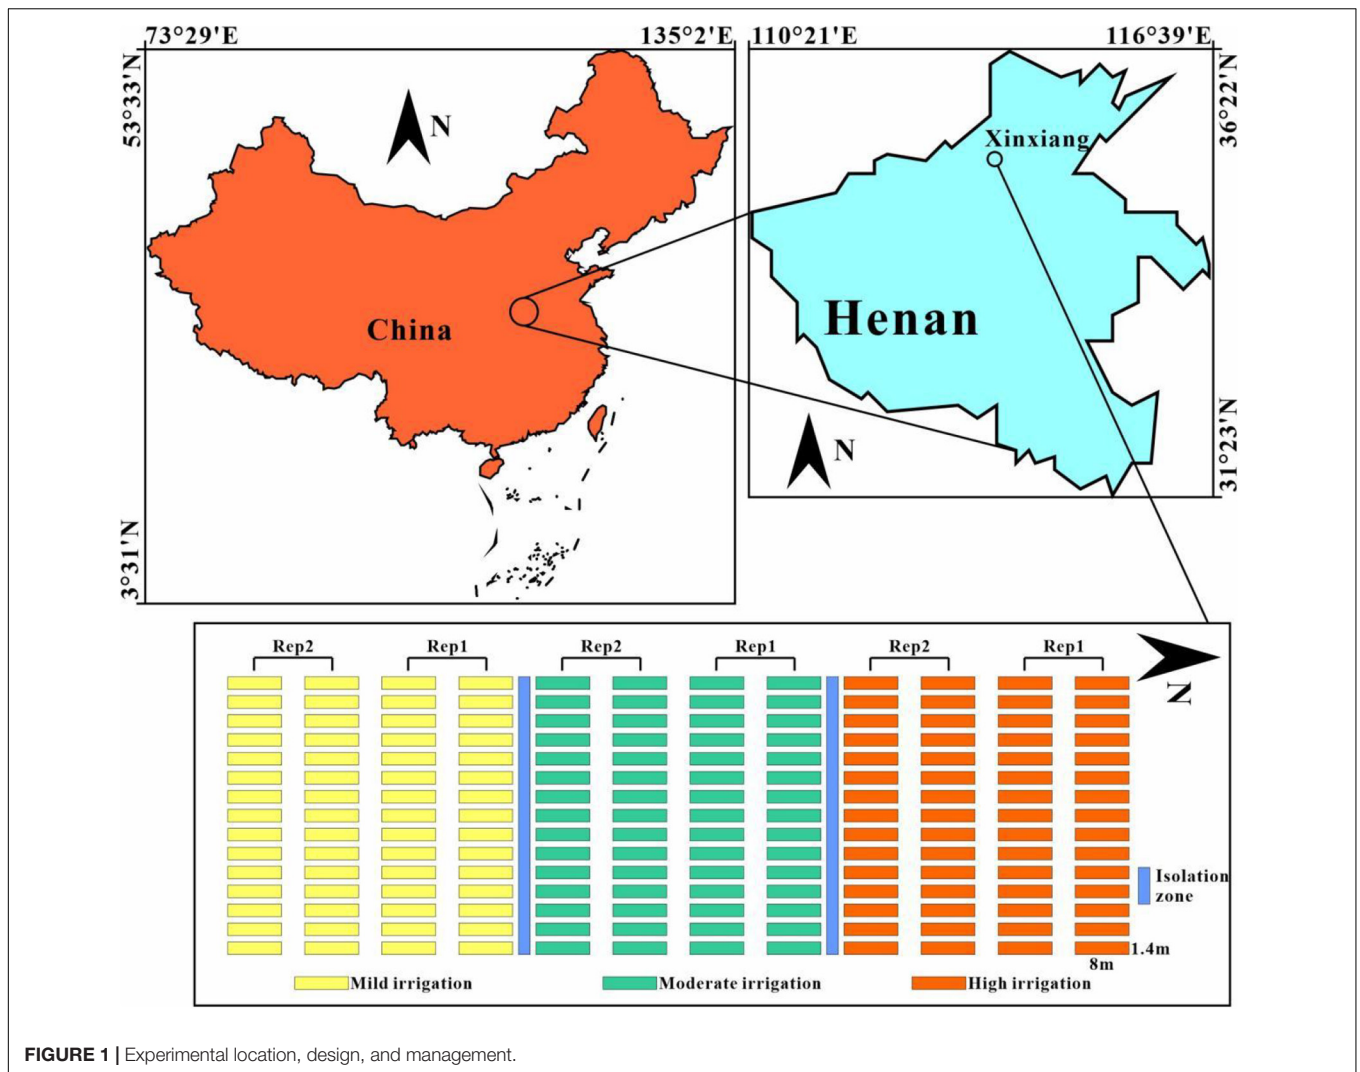 73°29'E
135°2'E
110°21'E
116°39'E
53°33'N
36°22'N
N
Xinxiang
China
Henan
N
31°23'N
3°31'N
Rep2
Rep1
Rep2
Rep1
Rep2
Rep1
N
Isolation
zone
1.4m
8m
Mild irrigation
Moderate irrigation
High irrigation
FIGURE 1 | Experimental location, design, and management.